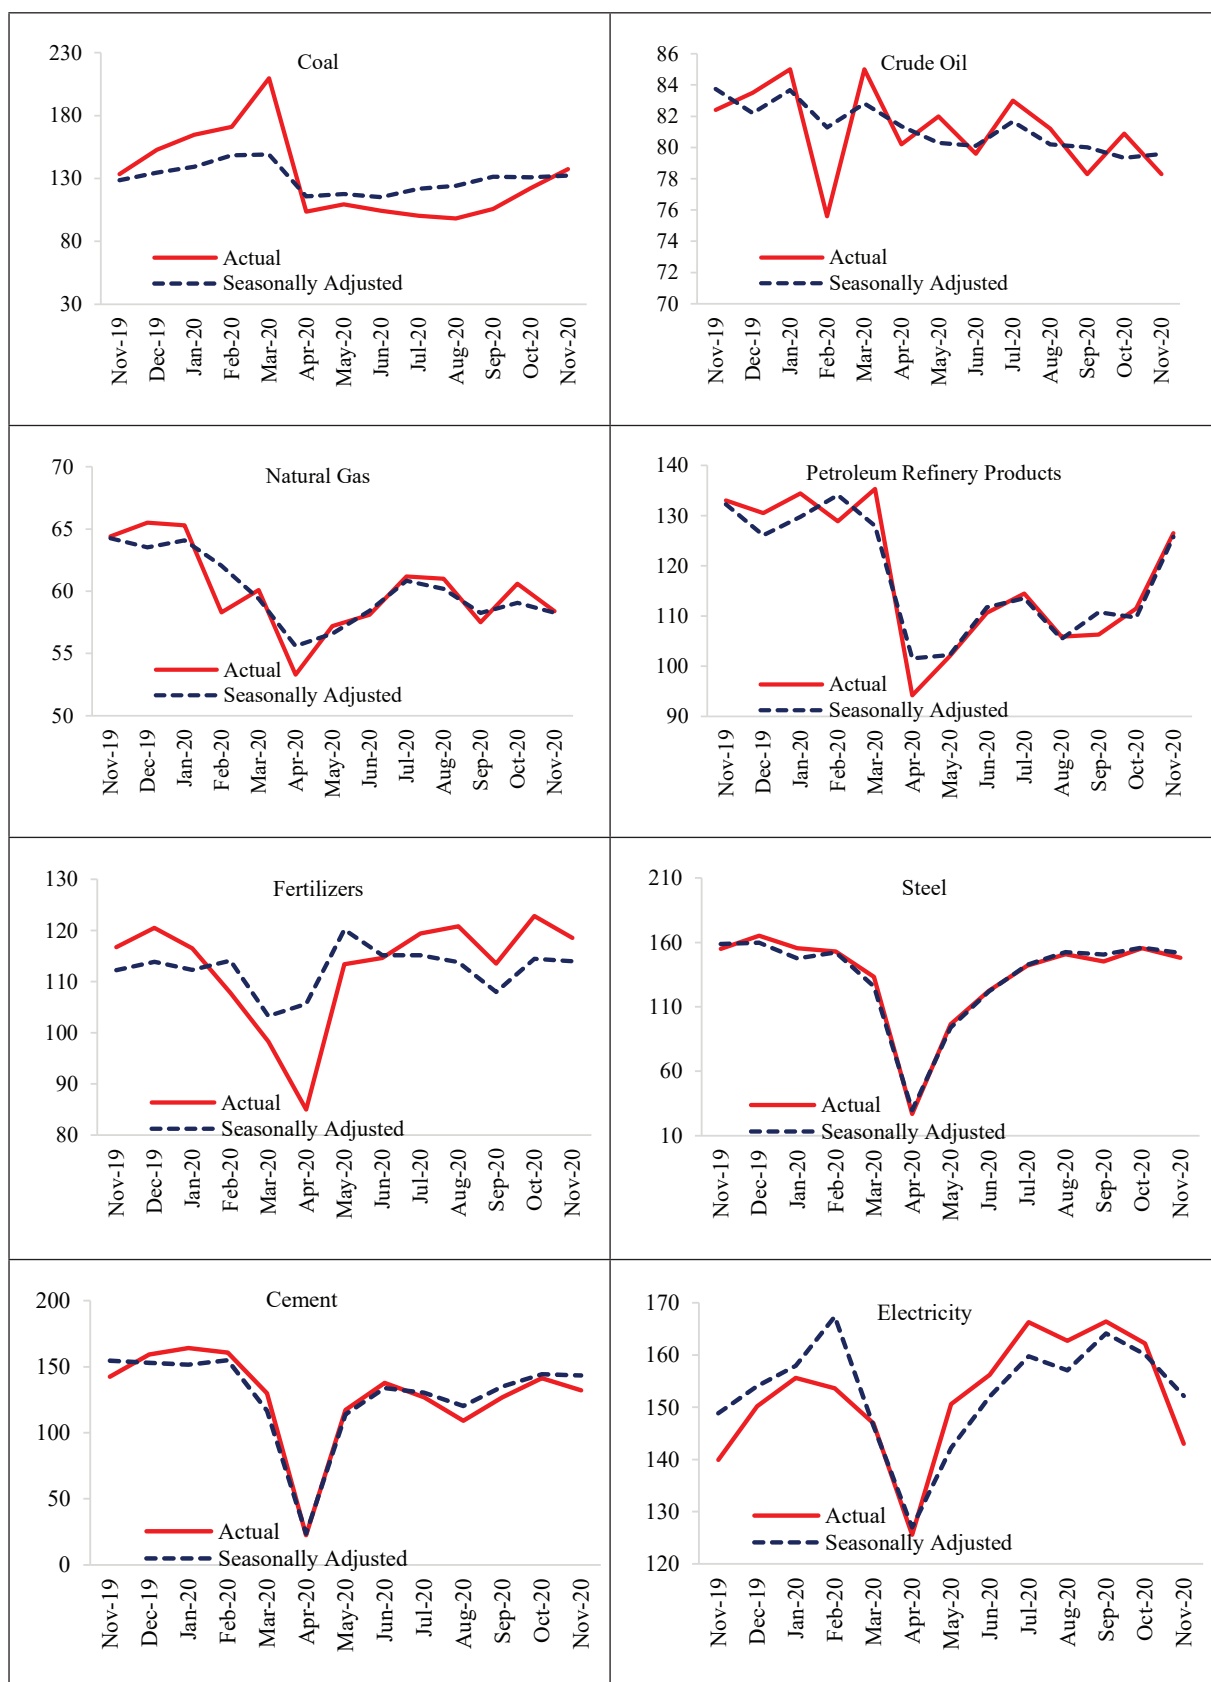 Coal
230
180
130
80
30
Actual
Seasonally Adjusted
Nov-19
Dec-19
Jan-20
Feb-20
Mar-20
Apr-20
May-20
Jun-20
Jul-20
Aug-20
Sep-20
Oct-20
Nov-20
Crude Oil
86
84
82
80
78
76
74
72
70
Actual
Seasonally Adjusted
Nov-19
Dec-19
Jan-20
Feb-20
Mar-20
Apr-20
May-20
Jun-20
Jul-20
Aug-20
Sep-20
Oct-20
Nov-20
Natural Gas
70
65
60
55
50
Actual
Seasonally Adjusted
Nov-19
Dec-19
Jan-20
Feb-20
Mar-20
Apr-20
May-20
Jun-20
Jul-20
Aug-20
Sep-20
Oct-20
Nov-20
Petroleum Refinery Products
140
130
120
110
100
90
Actual
Seasonally Adjusted
Nov-19
Dec-19
Jan-20
Feb-20
Mar-20
Apr-20
May-20
Jun-20
Jul-20
Aug-20
Sep-20
Oct-20
Nov-20
Fertilizers
130
120
110
100
90
80
Actual
Seasonally Adjusted
Nov-19
Dec-19
Jan-20
Feb-20
Mar-20
Apr-20
May-20
Jun-20
Jul-20
Aug-20
Sep-20
Oct-20
Nov-20
Steel
210
160
110
60
10
Actual
Seasonally Adjusted
Nov-19
Dec-19
Jan-20
Feb-20
Mar-20
Apr-20
May-20
Jun-20
Jul-20
Aug-20
Sep-20
Oct-20
Nov-20
Cement
200
150
100
50
0
Actual
Seasonally Adjusted
Nov-19
Dec-19
Jan-20
Feb-20
Mar-20
Apr-20
May-20
Jun-20
Jul-20
Aug-20
Sep-20
Oct-20
Nov-20
Electricity
170
160
150
140
130
120
Actual
Seasonally Adjusted
Nov-19
Dec-19
Jan-20
Feb-20
Mar-20
Apr-20
May-20
Jun-20
Jul-20
Aug-20
Sep-20
Oct-20
Nov-20